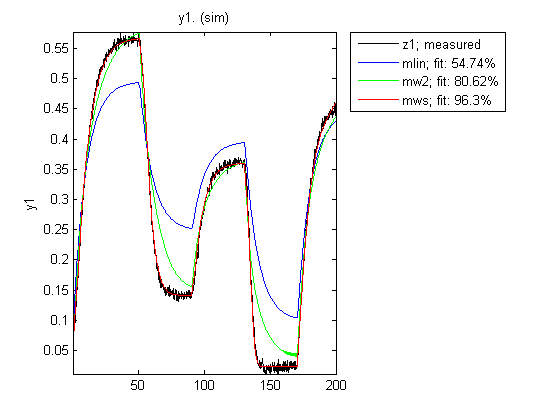 y1. (sim)
z1; measured
mlin; fit: 54.74%
mw2; fit: 80.62%
mws; fit: 96.3%
y1
0.55
0.5
0.45
0.4
0.35
0.3
0.25
0.2
0.15
0.1
0.05
50 100 150 200